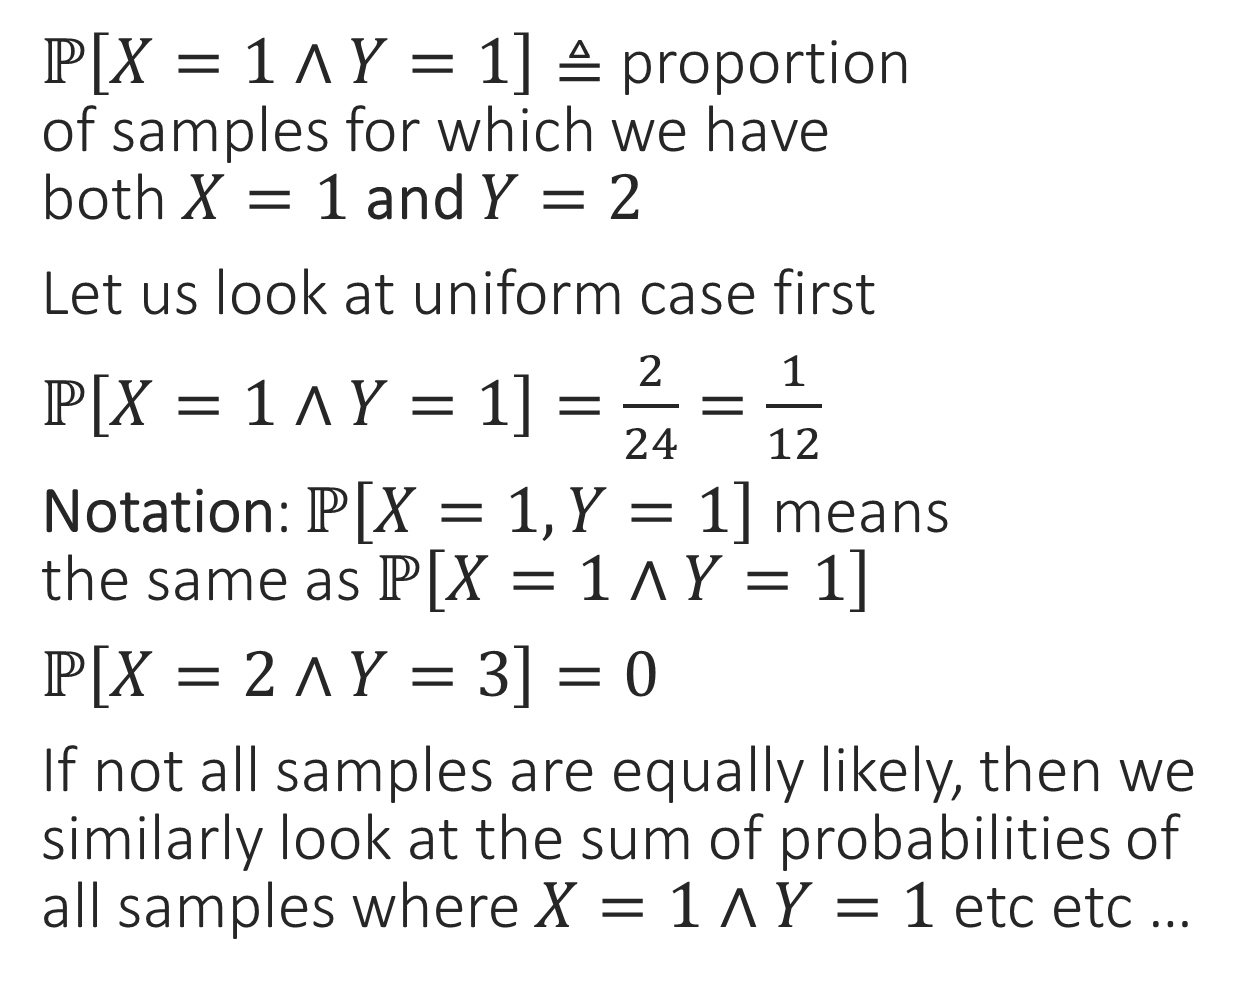 ℙ[X = 1 ∧ Y = 1] ≜ proportion
of samples for which we have
both X = 1 and Y = 2
Let us look at uniform case first
ℙ[X = 1 ∧ Y = 1] = 2/24 = 1/12
Notation: ℙ[X = 1, Y = 1] means
the same as ℙ[X = 1 ∧ Y = 1]
ℙ[X = 2 ∧ Y = 3] = 0
If not all samples are equally likely, then we
similarly look at the sum of probabilities of
all samples where X = 1 ∧ Y = 1 etc etc ...